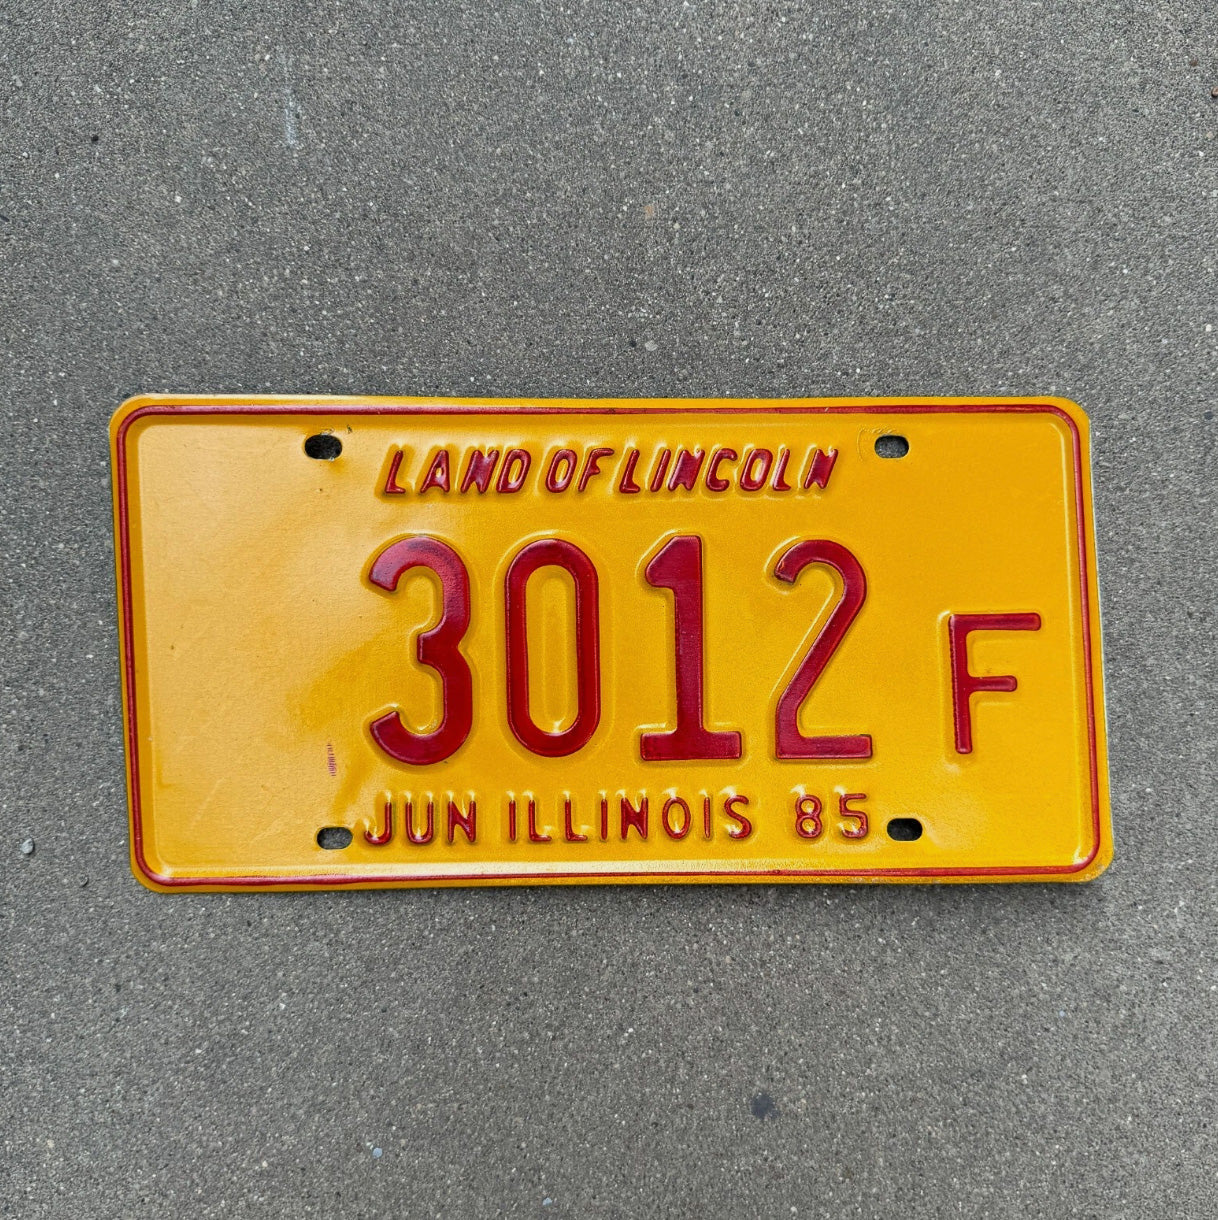 LAND OF LINCOLN
3012 F
JUN ILLINOIS 85